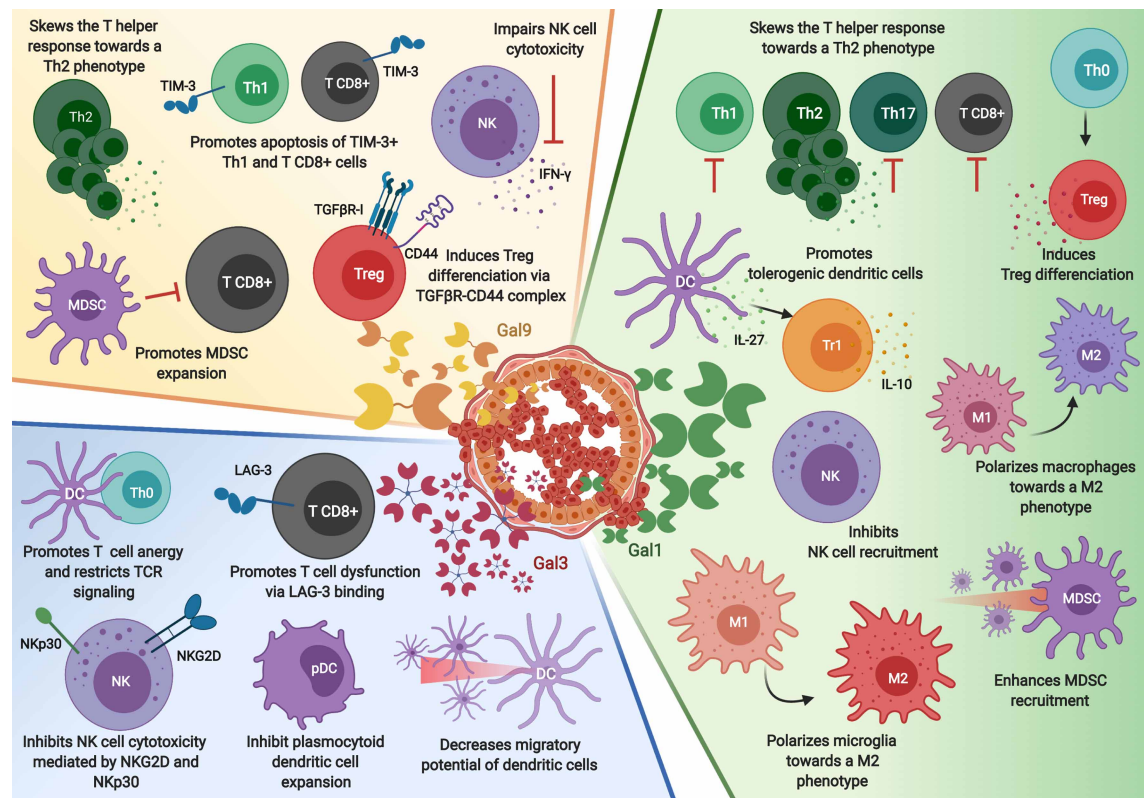 Skews the T helper
response towards a
Th2 phenotype
Th2
TIM-3
Th1
T CD8+
TIM-3
Promotes apoptosis of TIM-3+
Th1 and T CD8+ cells
Impairs NK cell
cytotoxicity
NK
IFN-γ
TGFβR-I
CD44
Treg
Induces Treg
differenciation via
TGFβR-CD44 complex
MDSC
T CD8+
Promotes MDSC
expansion
Gal9
Skews the T helper response
towards a Th2 phenotype
Th1
Th2
Th17
T CD8+
Th0
Treg
Induces
Treg differenciation
Promotes
tolerogenic dendritic cells
DC
IL-27
Tr1
IL-10
M1
M2
Polarizes macrophages
towards a M2
phenotype
NK
Inhibits
NK cell recruitment
Gal1
M1
M2
Polarizes microglia
towards a M2
phenotype
MDSC
Enhances MDSC
recruitment
DC
Th0
Promotes T cell anergy
and restricts TCR
signaling
LAG-3
T CD8+
Promotes T cell dysfunction
via LAG-3 binding
Gal3
NKp30
NKG2D
NK
Inhibits NK cell cytotoxicity
mediated by NKG2D and
NKp30
pDC
Inhibit plasmocytoid
dendritic cell
expansion
DC
Decreases migratory
potential of dendritic cells